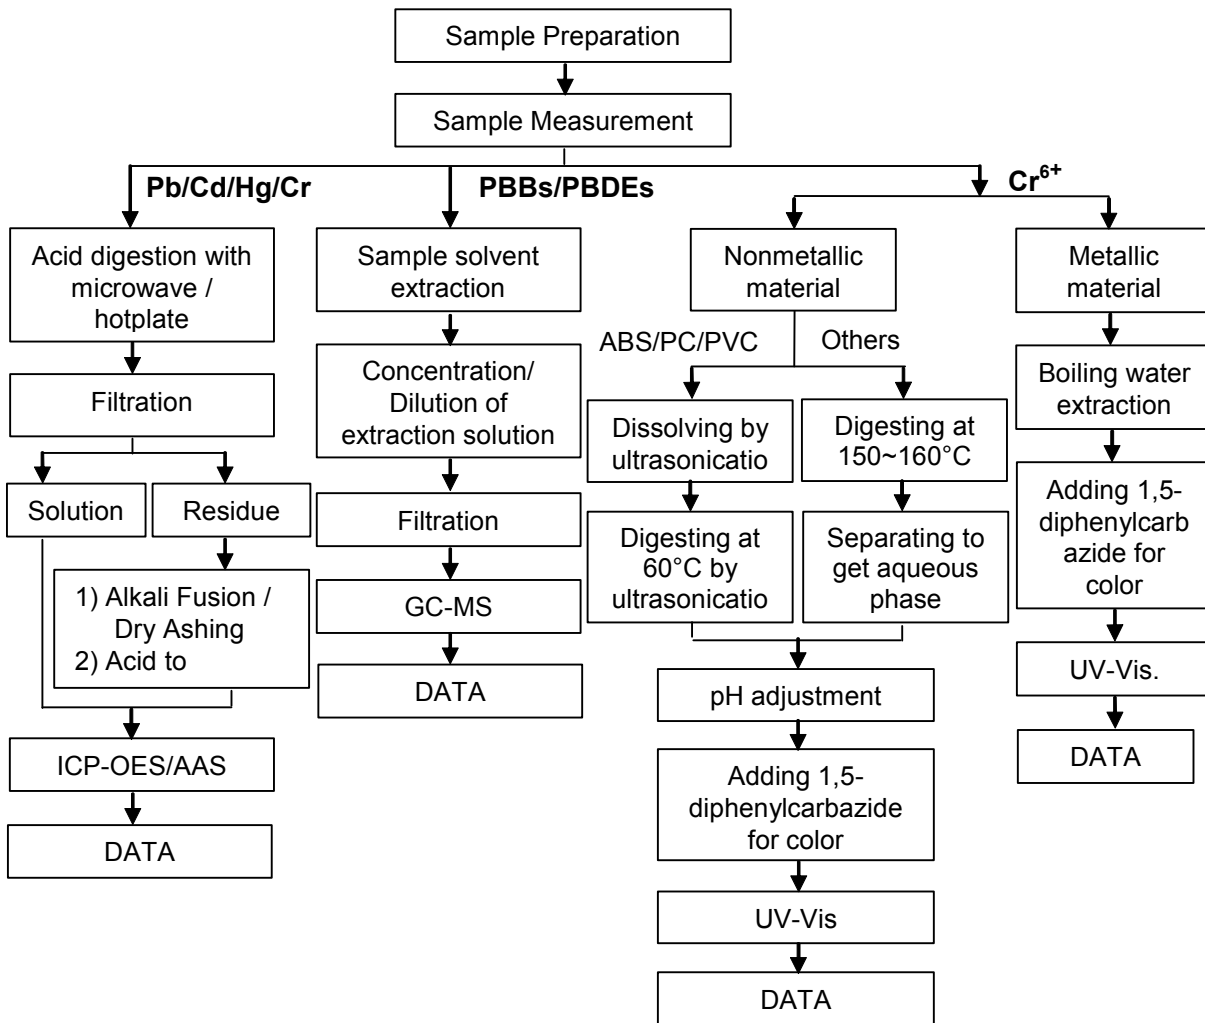 Sample Preparation
Sample Measurement
Pb/Cd/Hg/Cr
PBBs/PBDEs
Cr⁶⁺
Acid digestion with
microwave /
hotplate
Filtration
Solution
Residue
1) Alkali Fusion /
Dry Ashing
2) Acid to
ICP-OES/AAS
DATA
Sample solvent
extraction
Concentration/
Dilution of
extraction solution
Filtration
GC-MS
DATA
Nonmetallic
material
ABS/PC/PVC
Others
Dissolving by
ultrasonicatio
Digesting at
60°C by
ultrasonicatio
Digesting at
150~160°C
Separating to
get aqueous
phase
pH adjustment
Adding 1,5-
diphenylcarbazide
for color
UV-Vis
DATA
Metallic
material
Boiling water
extraction
Adding 1,5-
diphenylcarb
azide for
color
UV-Vis.
DATA